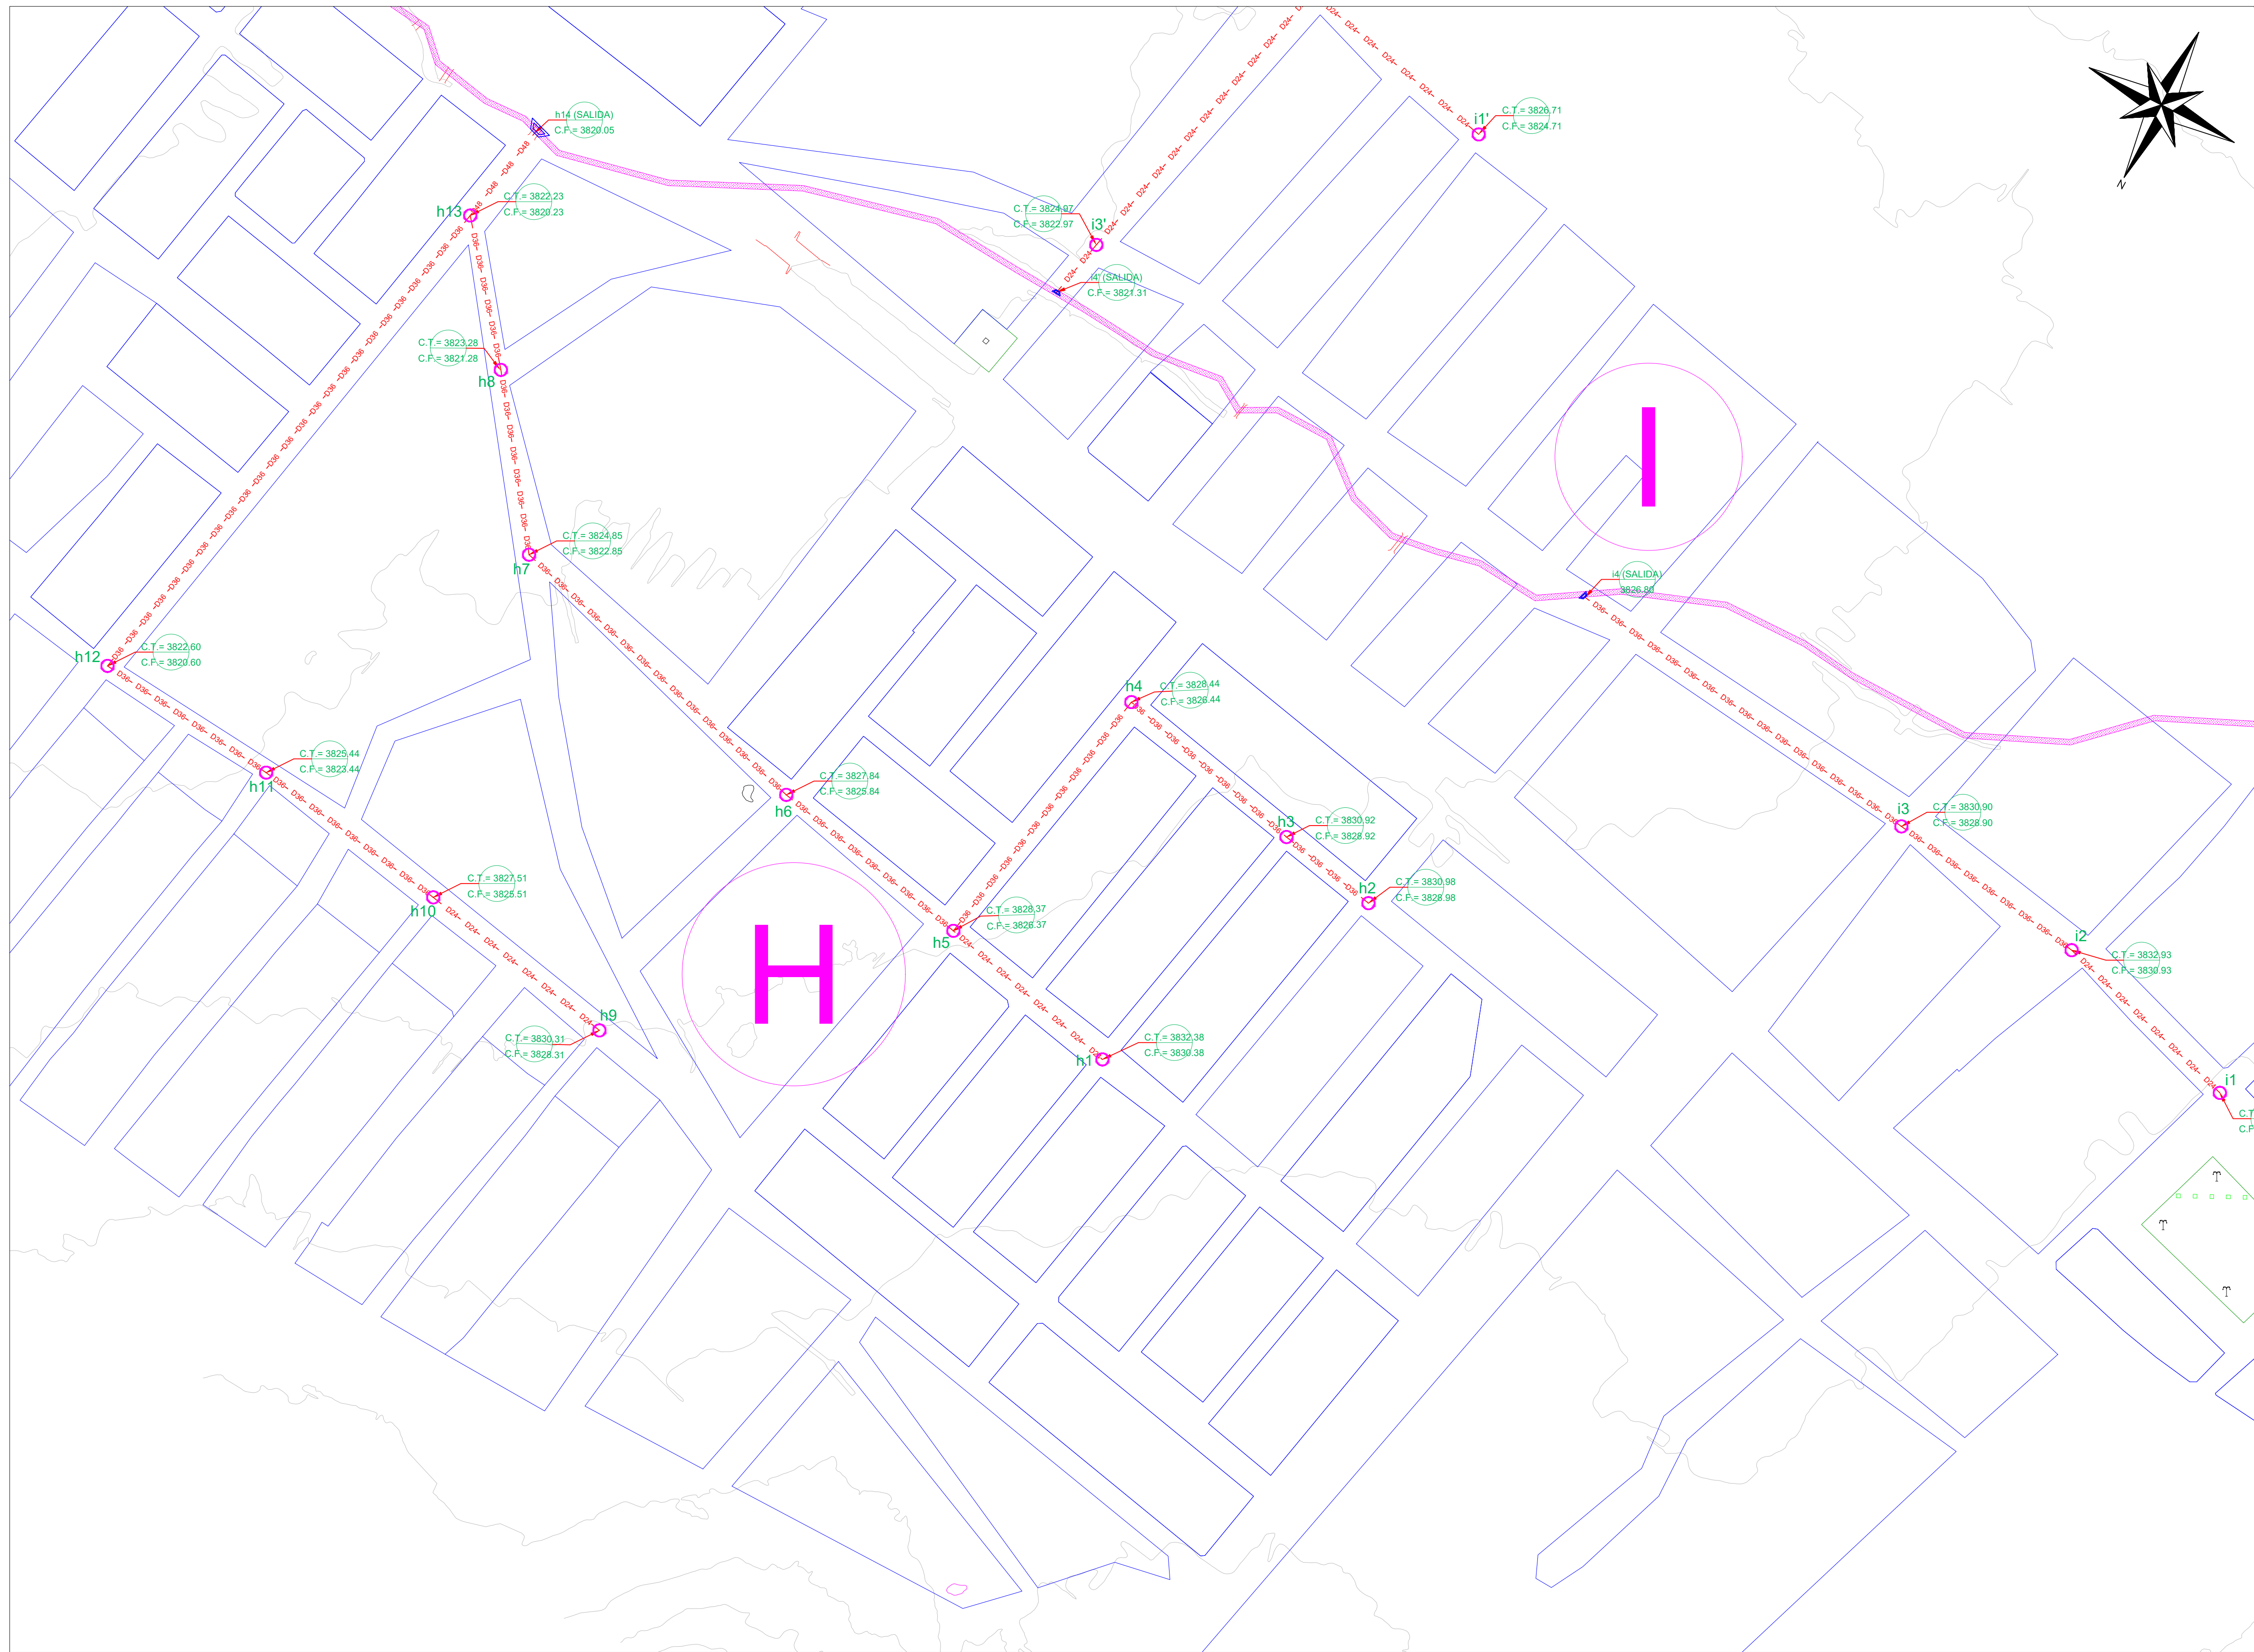 h14 (SALIDA)
C.F.= 3820.05
C.T.= 3826.71
C.F.= 3824.71
i1'
N
h13
C.T.= 3822.23
C.F.= 3820.23
C.T.= 3824.97
C.F.= 3822.97
i3'
i4' (SALIDA)
C.F.= 3821.31
C.T.= 3823.28
C.F.= 3821.28
h8
I
C.T.= 3824.85
C.F.= 3822.85
h7
i4 (SALIDA)
3826.80
h12
C.T.= 3822.60
C.F.= 3820.60
h4
C.T.= 3828.44
C.F.= 3826.44
C.T.= 3825.44
C.F.= 3823.44
h11
C.T.= 3827.84
C.F.= 3825.84
h6
h3
C.T.= 3830.92
C.F.= 3828.92
i3
C.T.= 3830.90
C.F.= 3828.90
C.T.= 3827.51
C.F.= 3825.51
h10
h2
C.T.= 3830.98
C.F.= 3828.98
C.T.= 3828.37
C.F.= 3826.37
h5
i2
C.T.= 3832.93
C.F.= 3830.93
H
h9
C.T.= 3830.31
C.F.= 3828.31
C.T.= 3832.38
C.F.= 3830.38
h1
i1
C.T
C.F
D48
D36
D24